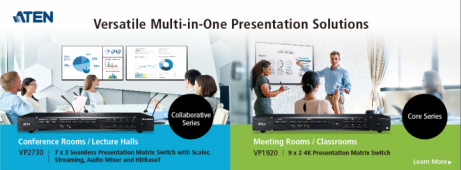 ATEN
Versatile Multi-in-One Presentation Solutions
Collaborative
Series
Core Series
Conference Rooms / Lecture Halls
VP2730 | 7 x 3 Seamless Presentation Matrix Switch with Scaler,
Streaming, Audio Mixer and HDBaseT
Meeting Rooms / Classrooms
VP1920 | 9 x 2 4K Presentation Matrix Switch
Learn More